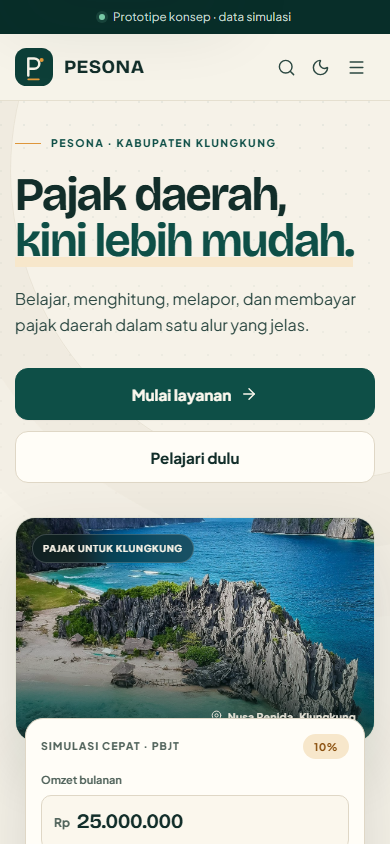 Prototipe konsep · data simulasi
P PESONA
PESONA · KABUPATEN KLUNGKUNG
Pajak daerah,
kini lebih mudah.
Belajar, menghitung, melapor, dan membayar
pajak daerah dalam satu alur yang jelas.
Mulai layanan →
Pelajari dulu
PAJAK UNTUK KLUNGKUNG
Nusa Penida, Klungkung
SIMULASI CEPAT · PBJT 10%
Omzet bulanan
Rp 25.000.000